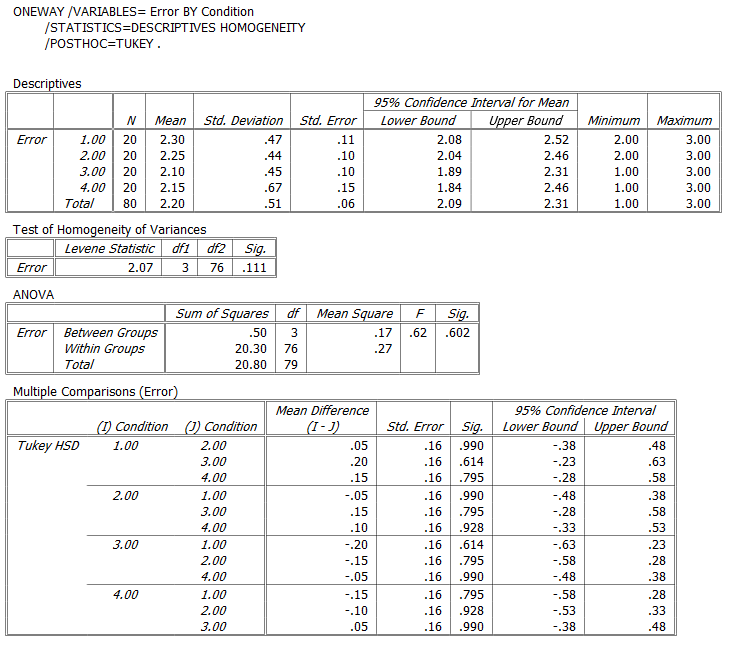 ONEWAY /VARIABLES= Error BY Condition
/STATISTICS=DESCRIPTIVES HOMOGENEITY
/POSTHOC=TUKEY .
Descriptives
95% Confidence Interval for Mean
N Mean Std. Deviation Std. Error Lower Bound Upper Bound Minimum Maximum
Error 1.00 20 2.30 .47 .11 2.08 2.52 2.00 3.00
2.00 20 2.25 .44 .10 2.04 2.46 2.00 3.00
3.00 20 2.10 .45 .10 1.89 2.31 1.00 3.00
4.00 20 2.15 .67 .15 1.84 2.46 1.00 3.00
Total 80 2.20 .51 .06 2.09 2.31 1.00 3.00
Test of Homogeneity of Variances
Levene Statistic df1 df2 Sig.
Error 2.07 3 76 .111
ANOVA
Sum of Squares df Mean Square F Sig.
Error Between Groups .50 3 .17 .62 .602
Within Groups 20.30 76 .27
Total 20.80 79
Multiple Comparisons (Error)
Mean Difference 95% Confidence Interval
(I) Condition (J) Condition (I - J) Std. Error Sig. Lower Bound Upper Bound
Tukey HSD 1.00 2.00 .05 .16 .990 -.38 .48
3.00 .20 .16 .614 -.23 .63
4.00 .15 .16 .795 -.28 .58
2.00 1.00 -.05 .16 .990 -.48 .38
3.00 .15 .16 .795 -.28 .58
4.00 .10 .16 .928 -.33 .53
3.00 1.00 -.20 .16 .614 -.63 .23
2.00 -.15 .16 .795 -.58 .28
4.00 -.05 .16 .990 -.48 .38
4.00 1.00 -.15 .16 .795 -.58 .28
2.00 -.10 .16 .928 -.53 .33
3.00 .05 .16 .990 -.38 .48